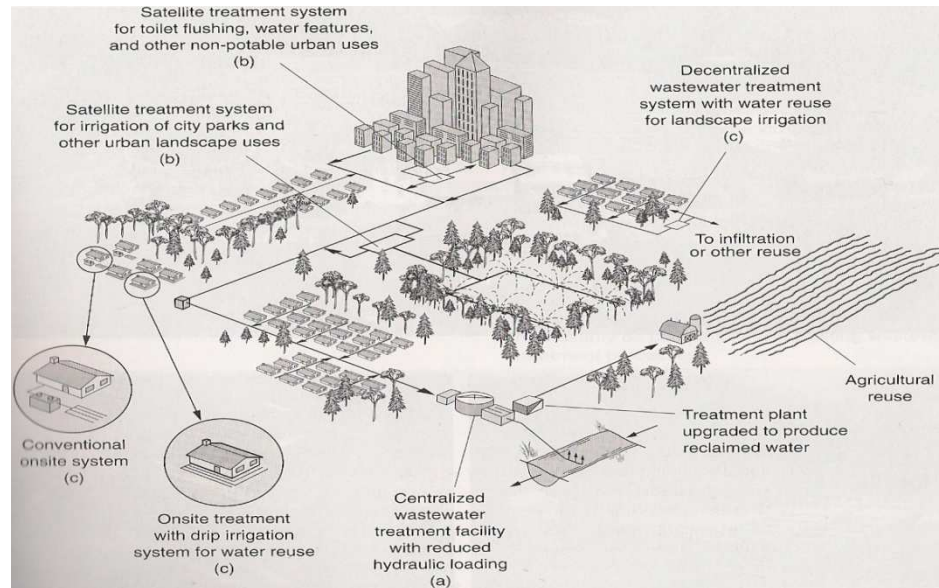 Satellite treatment system
for toilet flushing, water features,
and other non-potable urban uses
(b)
Satellite treatment system
for irrigation of city parks and
other urban landscape uses
(b)
Decentralized
wastewater treatment
system with water reuse
for landscape irrigation
(c)
To infiltration
or other reuse
Agricultural
reuse
Treatment plant
upgraded to produce
reclaimed water
Centralized
wastewater
treatment facility
with reduced
hydraulic loading
(a)
Conventional
onsite system
(c)
Onsite treatment
with drip irrigation
system for water reuse
(c)